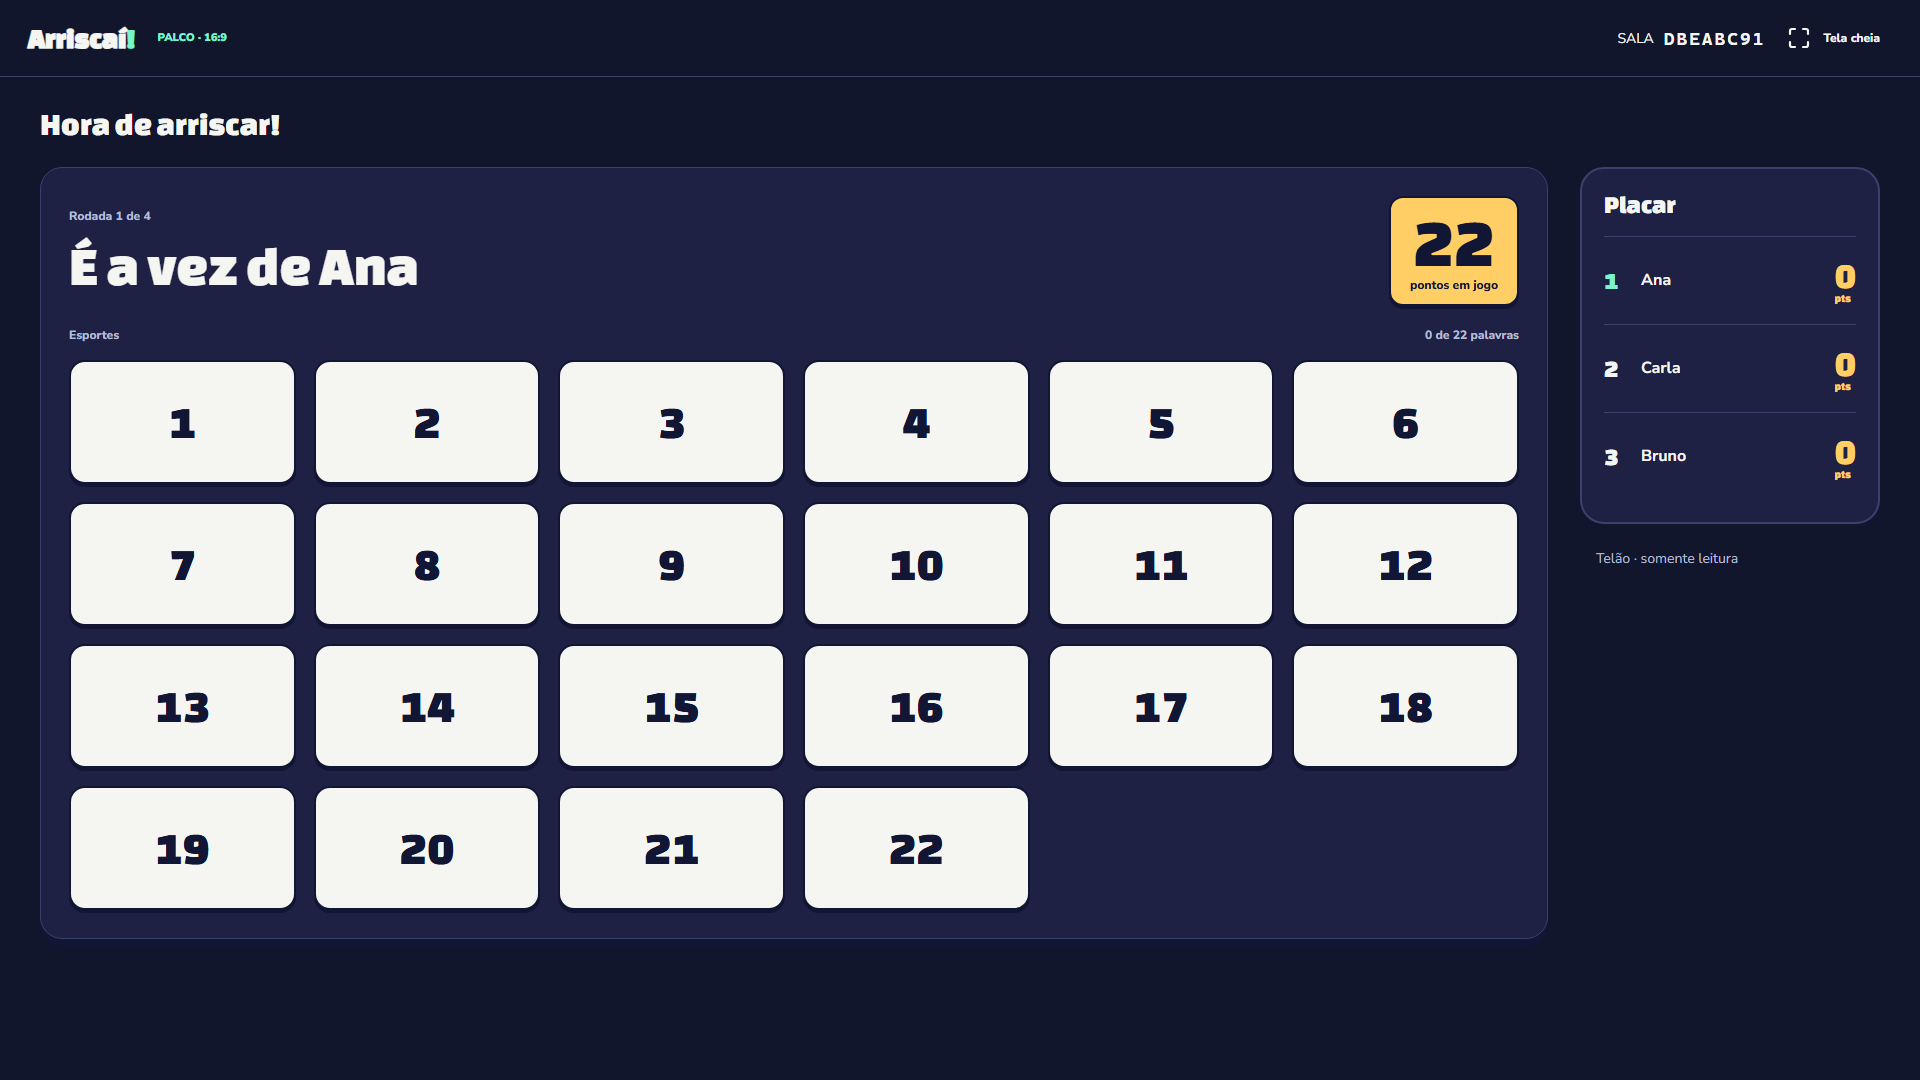 Arriscaí!
PALCO · 16:9
SALA DBEABC91
Tela cheia
Hora de arriscar!
Rodada 1 de 4
É a vez de Ana
22
pontos em jogo
Esportes
0 de 22 palavras
1 2 3 4 5 6
7 8 9 10 11 12
13 14 15 16 17 18
19 20 21 22
Placar
1 Ana 0 pts
2 Carla 0 pts
3 Bruno 0 pts
Telão · somente leitura